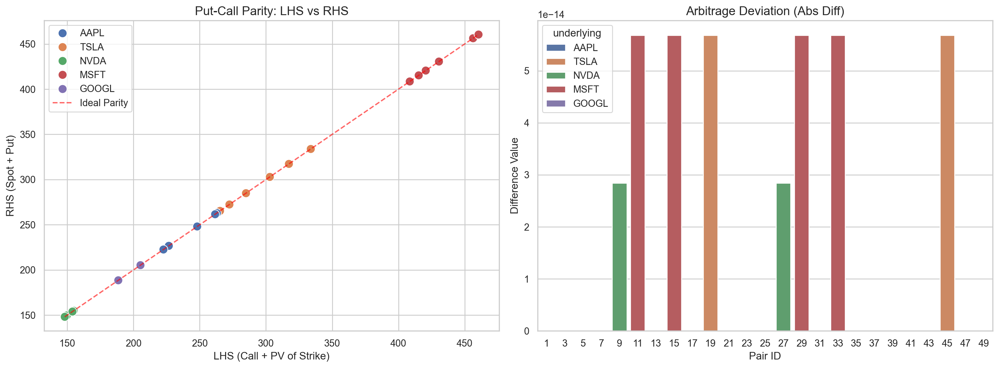 Put-Call Parity: LHS vs RHS
AAPL
TSLA
NVDA
MSFT
GOOGL
Ideal Parity
RHS (Spot + Put)
450
400
350
300
250
200
150
150 200 250 300 350 400 450
LHS (Call + PV of Strike)
Arbitrage Deviation (Abs Diff)
1e−14
underlying
AAPL
TSLA
NVDA
MSFT
GOOGL
Difference Value
5
4
3
2
1
0
1 3 5 7 9 11 13 15 17 19 21 23 25 27 29 31 33 35 37 39 41 43 45 47 49
Pair ID